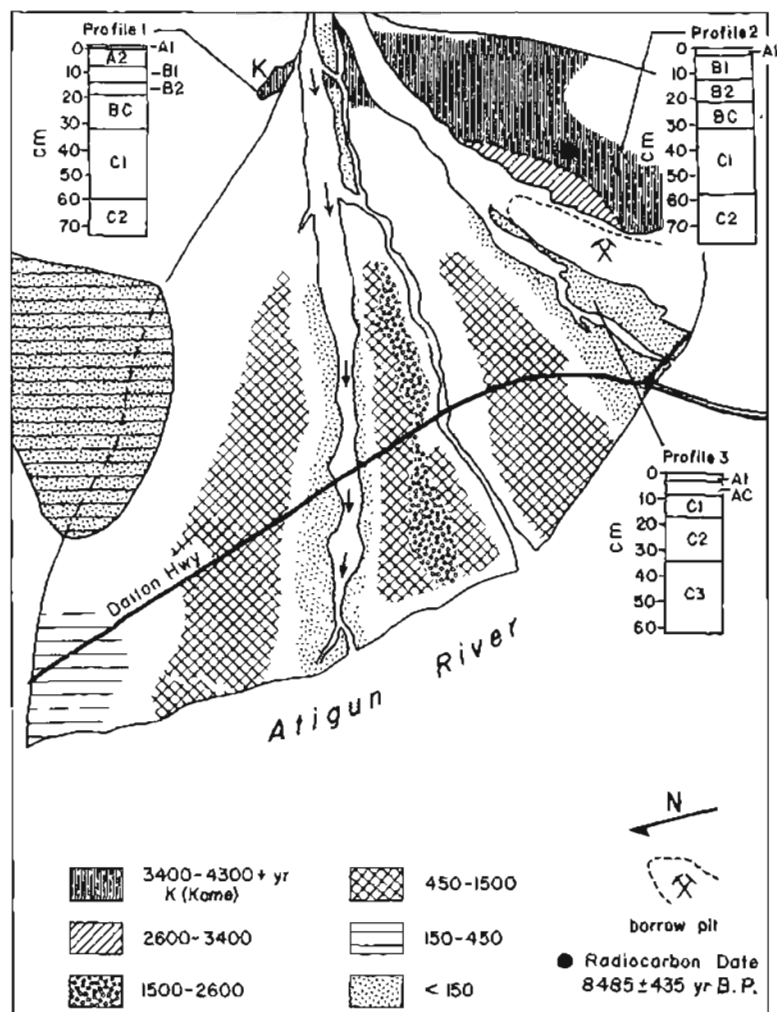 Profile 1
0
10
20
30
40
50
60
70
cm
A1
A2
B1
B2
BC
C1
C2
K
Profile 2
0
10
20
30
40
50
60
70
cm
A1
B1
B2
BC
C1
C2
Profile 3
0
10
20
30
40
50
60
cm
A1
AC
C1
C2
C3
Dalton Hwy
Atigun River
N
3400-4300+ yr
K (Kame)
2600-3400
1500-2600
450-1500
150-450
<150
borrow pit
Radiocarbon Date
8485±435 yr B.P.